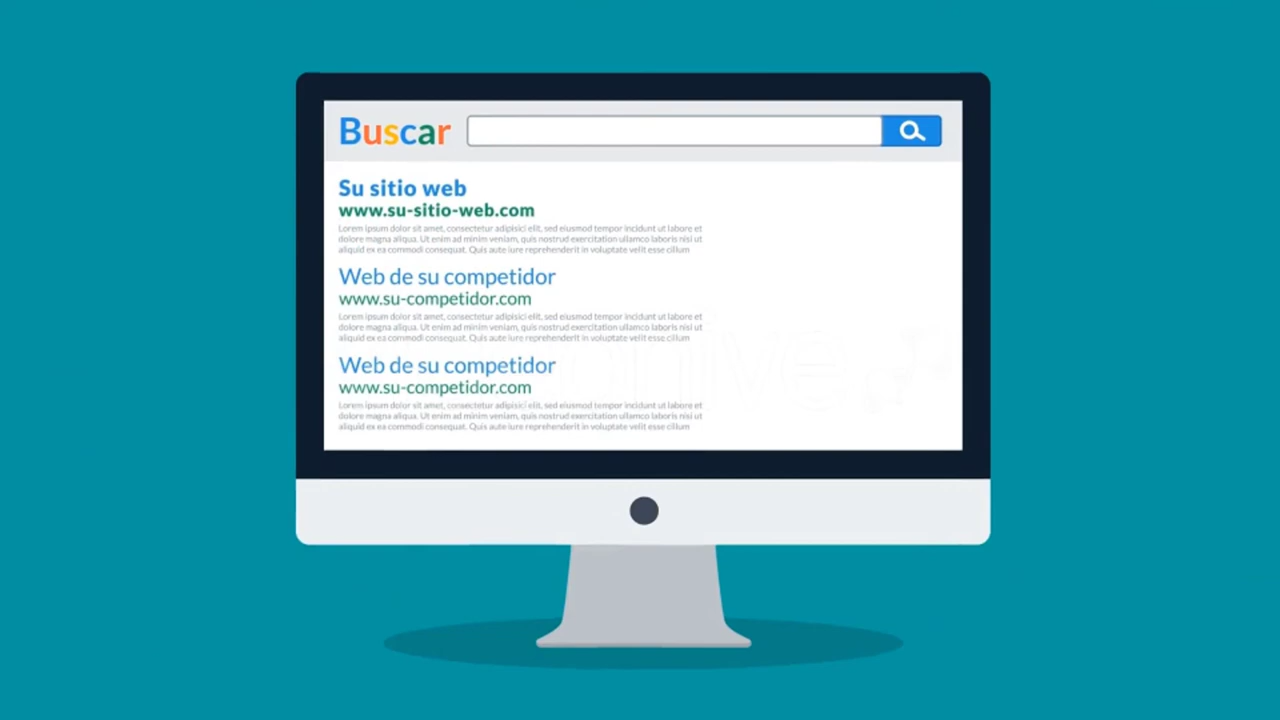 Buscar
Su sitio web
www.su-sitio-web.com
Lorem ipsum dolor sit amet, consectetur adipisici elit, sed eiusmod tempor incidunt ut labore et
dolore magna aliqua. Ut enim ad minim veniam, quis nostrud exercitation ullamco laboris nisi ut
aliquid ex ea commodi consequat. Quis aute iure reprehenderit in voluptate velit esse cillum
Web de su competidor
www.su-competidor.com
Lorem ipsum dolor sit amet, consectetur adipisici elit, sed eiusmod tempor incidunt ut labore et
dolore magna aliqua. Ut enim ad minim veniam, quis nostrud exercitation ullamco laboris nisi ut
aliquid ex ea commodi consequat. Quis aute iure reprehenderit in voluptate velit esse cillum
Web de su competidor
www.su-competidor.com
Lorem ipsum dolor sit amet, consectetur adipisici elit, sed eiusmod tempor incidunt ut labore et
dolore magna aliqua. Ut enim ad minim veniam, quis nostrud exercitation ullamco laboris nisi ut
aliquid ex ea commodi consequat. Quis aute iure reprehenderit in voluptate velit esse cillum